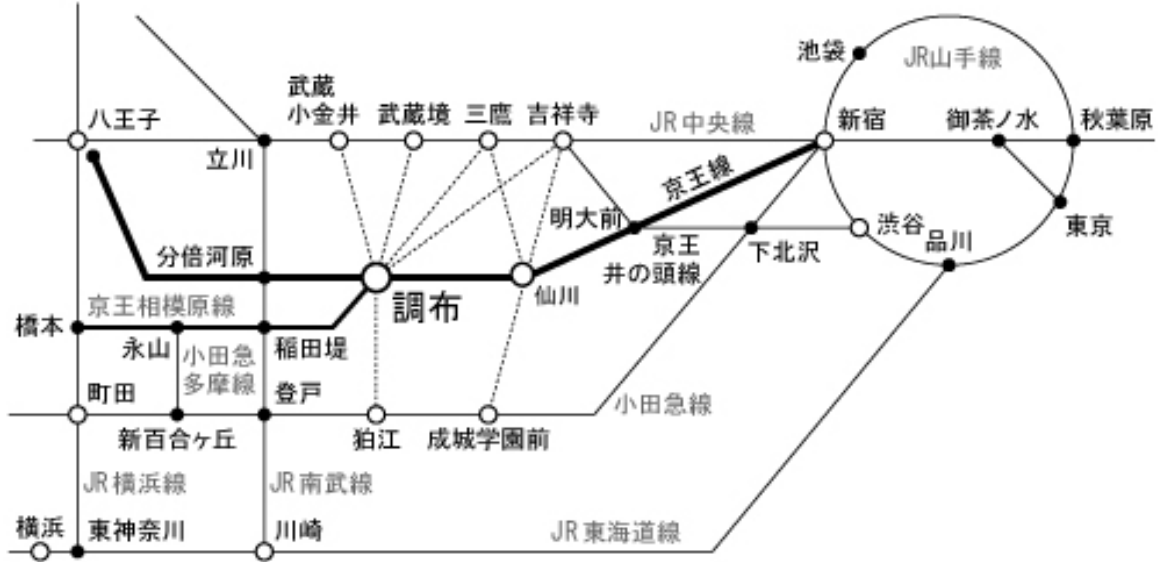 池袋
JR山手線
武蔵
小金井
武蔵境
三鷹
吉祥寺
八王子
JR中央線
新宿
御茶ノ水
秋葉原
立川
京王線
明大前
渋谷
品川
東京
分倍河原
京王
井の頭線
下北沢
仙川
調布
京王相模原線
橋本
永山
小田急
多摩線
稲田堤
町田
登戸
小田急線
新百合ヶ丘
狛江
成城学園前
JR横浜線
JR南武線
横浜
東神奈川
川崎
JR東海道線